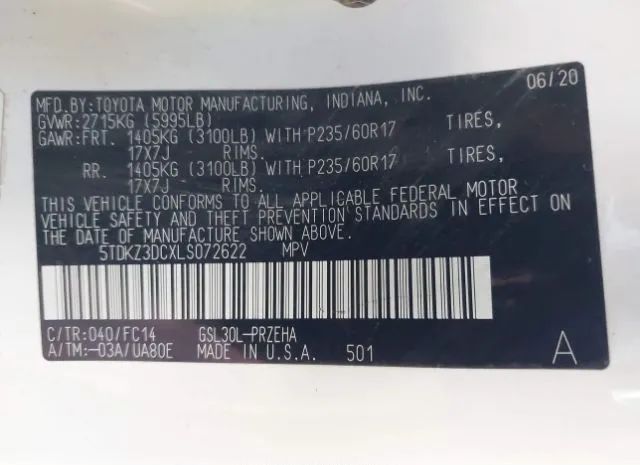 06/20
MFD.BY:TOYOTA MOTOR MANUFACTURING, INDIANA, INC.
GVWR:2715KG (5995LB)
GAWR:FRT. 1405KG (3100LB) WITH P235/60R17 TIRES,
17X7J - RIMS.
RR. 1405KG (3100LB) WITH P235/60R17 TIRES,
17X7J - RIMS.
THIS VEHICLE CONFORMS TO ALL APPLICABLE FEDERAL MOTOR
VEHICLE SAFETY AND THEFT PREVENTION STANDARDS IN EFFECT ON
THE DATE OF MANUFACTURE SHOWN ABOVE.
5TDKZ3DCXLS072622 MPV
C/TR:040/FC14 GSL30L-PRZEHA
A/TM:-03A/UA80E MADE IN U.S.A. 501 A